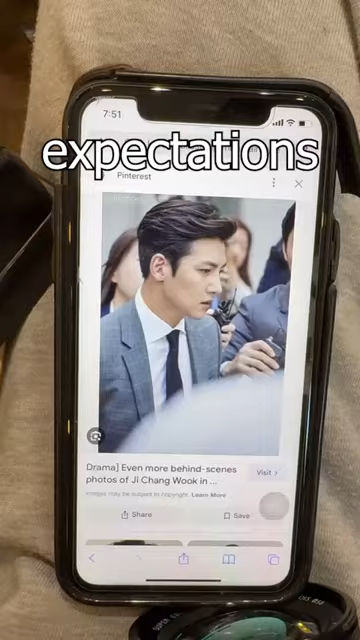 7:51
expectations
Pinterest
Drama] Even more behind-scenes
photos of Ji Chang Wook in ...
Visit >
Images may be subject to copyright. Learn More
Share
Save